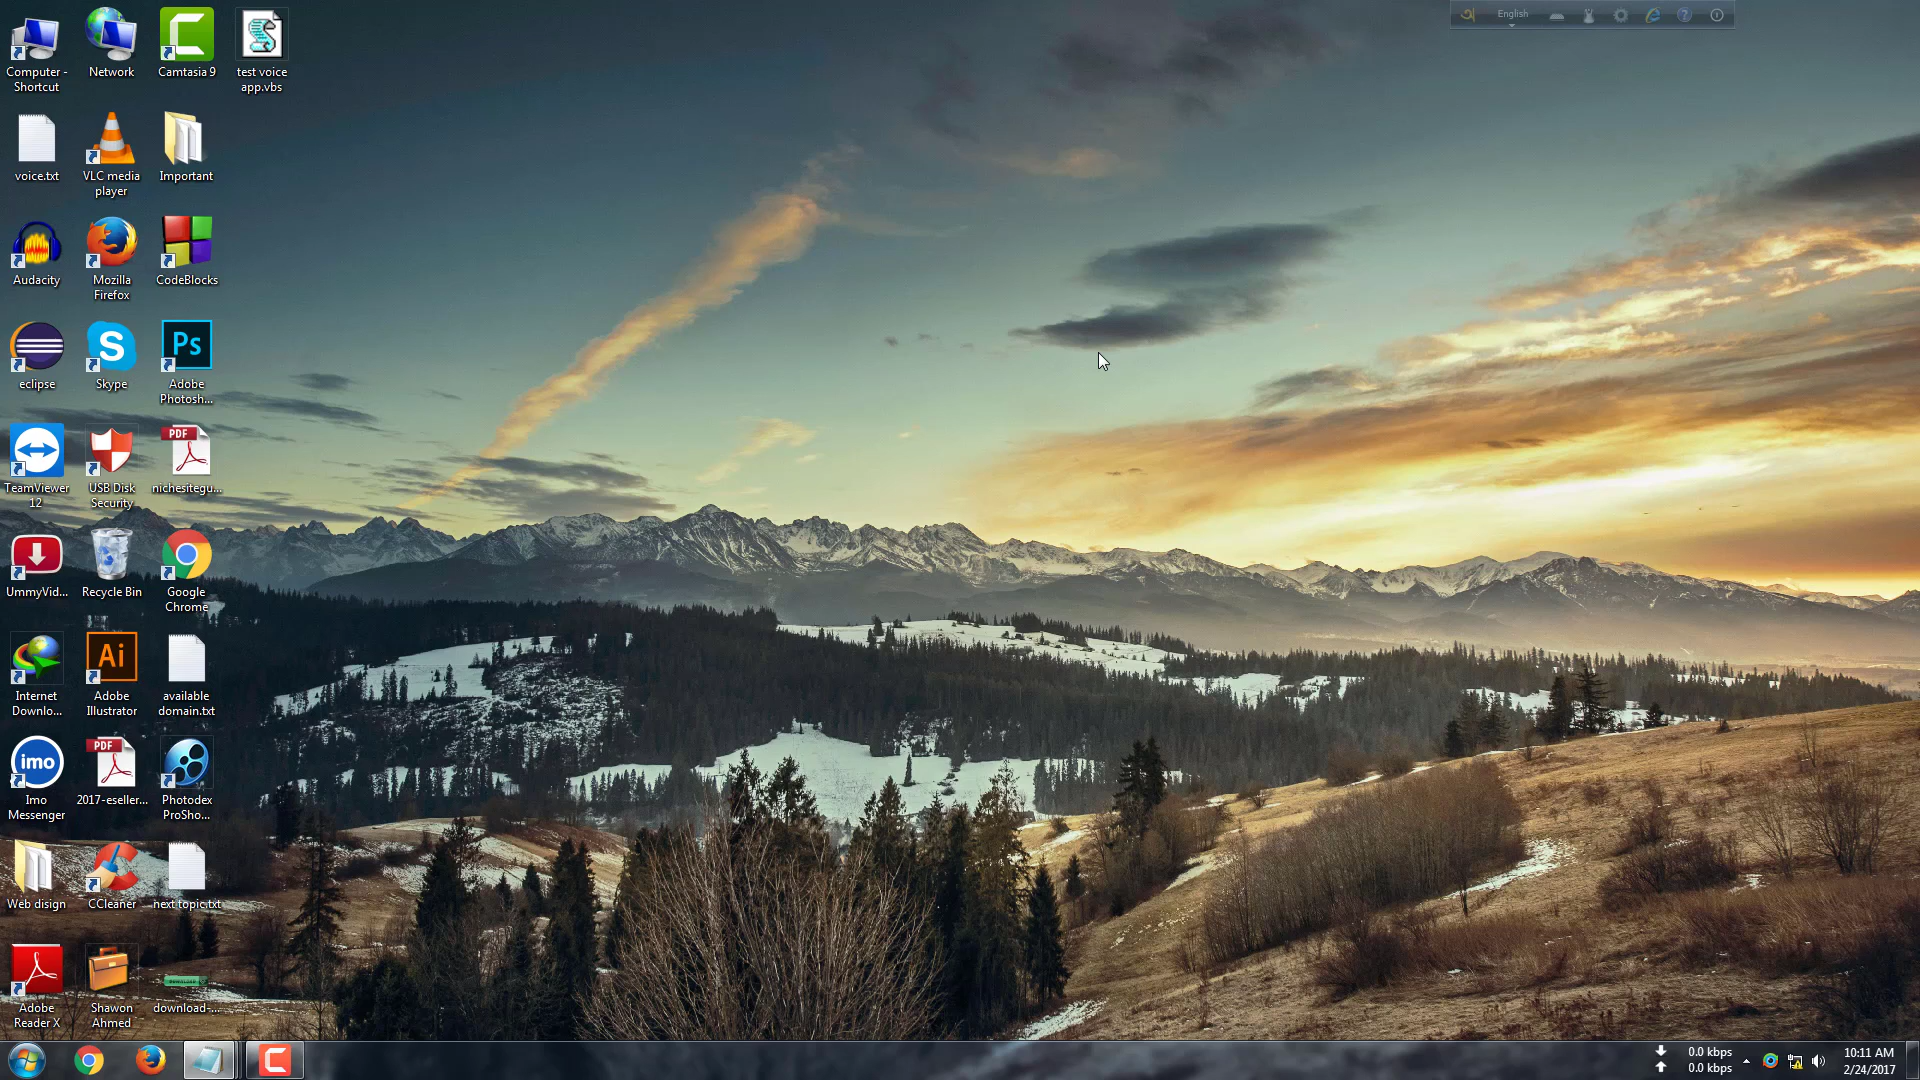 English
Computer -
Shortcut
Network
Camtasia 9
test voice
app.vbs
voice.txt
VLC media
player
Important
Audacity
Mozilla
Firefox
CodeBlocks
eclipse
Skype
Ps
Adobe
Photosh...
TeamViewer
12
USB Disk
Security
PDF
nichesitegu...
UmmyVid...
Recycle Bin
Google
Chrome
Internet
Downlo...
Ai
Adobe
Illustrator
available
domain.txt
imo
Imo
Messenger
PDF
2017-eseller...
Photodex
ProSho...
Web disign
CCleaner
next topic.txt
Adobe
Reader X
Shawon
Ahmed
DOWNLOAD
download-...
0.0 kbps
0.0 kbps
10:11 AM
2/24/2017